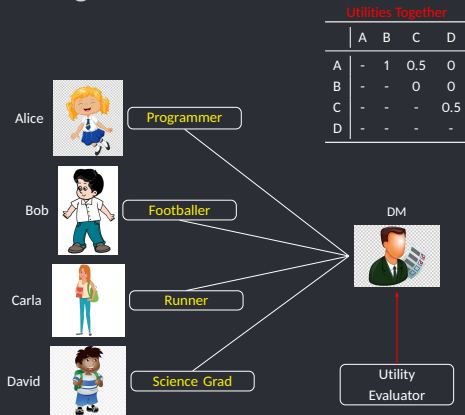 Utilities Together
A B C D
A - 1 0.5 0
B - - 0 0
C - - - 0.5
D - - - -
Alice
Programmer
Bob
Footballer
DM
Carla
Runner
David
Science Grad
Utility
Evaluator